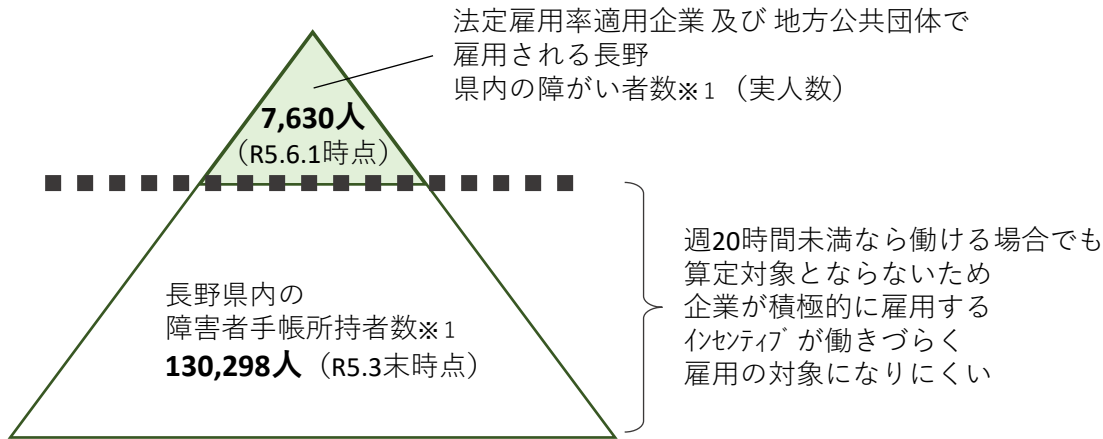 法定雇用率適用企業 及び 地方公共団体で
雇用される長野
県内の障がい者数※1（実人数）
7,630人
（R5.6.1時点）
週20時間未満なら働ける場合でも
算定対象とならないため
企業が積極的に雇用する
ｲﾝｾﾝﾃｨﾌﾞが働きづらく
雇用の対象になりにくい
長野県内の
障害者手帳所持者数※1
130,298人（R5.3末時点）